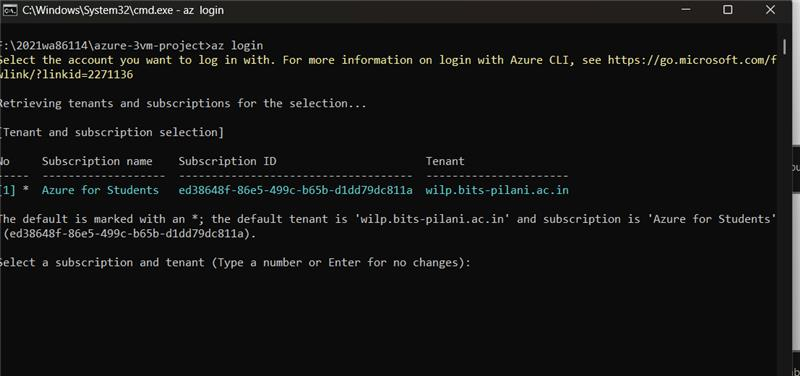 C:\Windows\System32\cmd.exe - az login
F:\2021wa86114\azure-3vm-project>az login
Select the account you want to log in with. For more information on login with Azure CLI, see https://go.microsoft.com/f
wlink/?linkid=2271136
Retrieving tenants and subscriptions for the selection...
[Tenant and subscription selection]
No Subscription name Subscription ID Tenant
----- ------------------- ------------------------------------ ----------------------
[1] * Azure for Students ed38648f-86e5-499c-b65b-d1dd79dc811a wilp.bits-pilani.ac.in
The default is marked with an *; the default tenant is 'wilp.bits-pilani.ac.in' and subscription is 'Azure for Students'
(ed38648f-86e5-499c-b65b-d1dd79dc811a).
Select a subscription and tenant (Type a number or Enter for no changes):